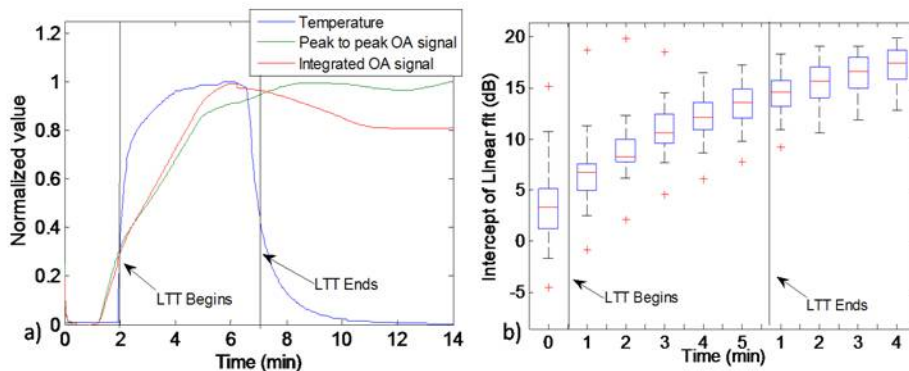 Temperature
Peak to peak OA signal
Integrated OA signal
Normalized value
1.2
1
0.8
0.6
0.4
0.2
0
LTT Begins
LTT Ends
a)
0 2 4 6 8 10 12 14
Time (min)
Intercept of Linear fit (dB)
20
15
10
5
0
-5
LTT Begins
LTT Ends
b)
0 1 2 3 4 5 1 2 3 4
Time (min)